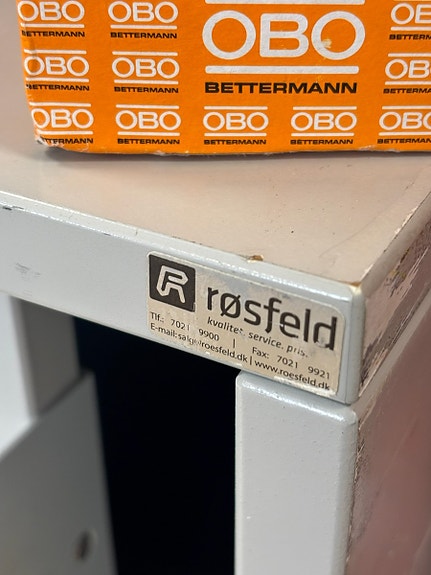 OBO OBO OBO
BETTERMANN BETTERMANN
OBO OBO OBO
BETTERMANN BETTERMANN BETTERMANN
OBO OBO OBO OBO OBO
BETTERMANN BETTERMANN BETTERMANN BETTERMANN BETTERMANN
røsfeld
kvalitet, service, pris.
Tlf.: 7021 9900 | Fax: 7021 9921
E-mail: salg@roesfeld.dk | www.roesfeld.dk